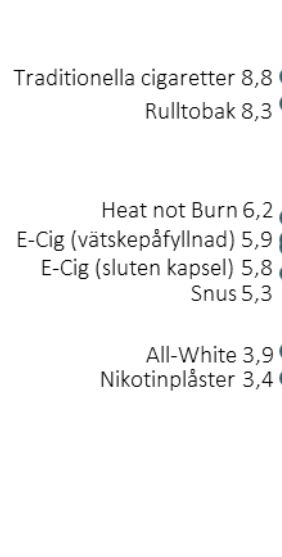 Traditionella cigaretter 8,8
Rulltobak 8,3
Heat not Burn 6,2
E-Cig (vätskepåfyllnad) 5,9
E-Cig (sluten kapsel) 5,8
Snus 5,3
All-White 3,9
Nikotinplåster 3,4